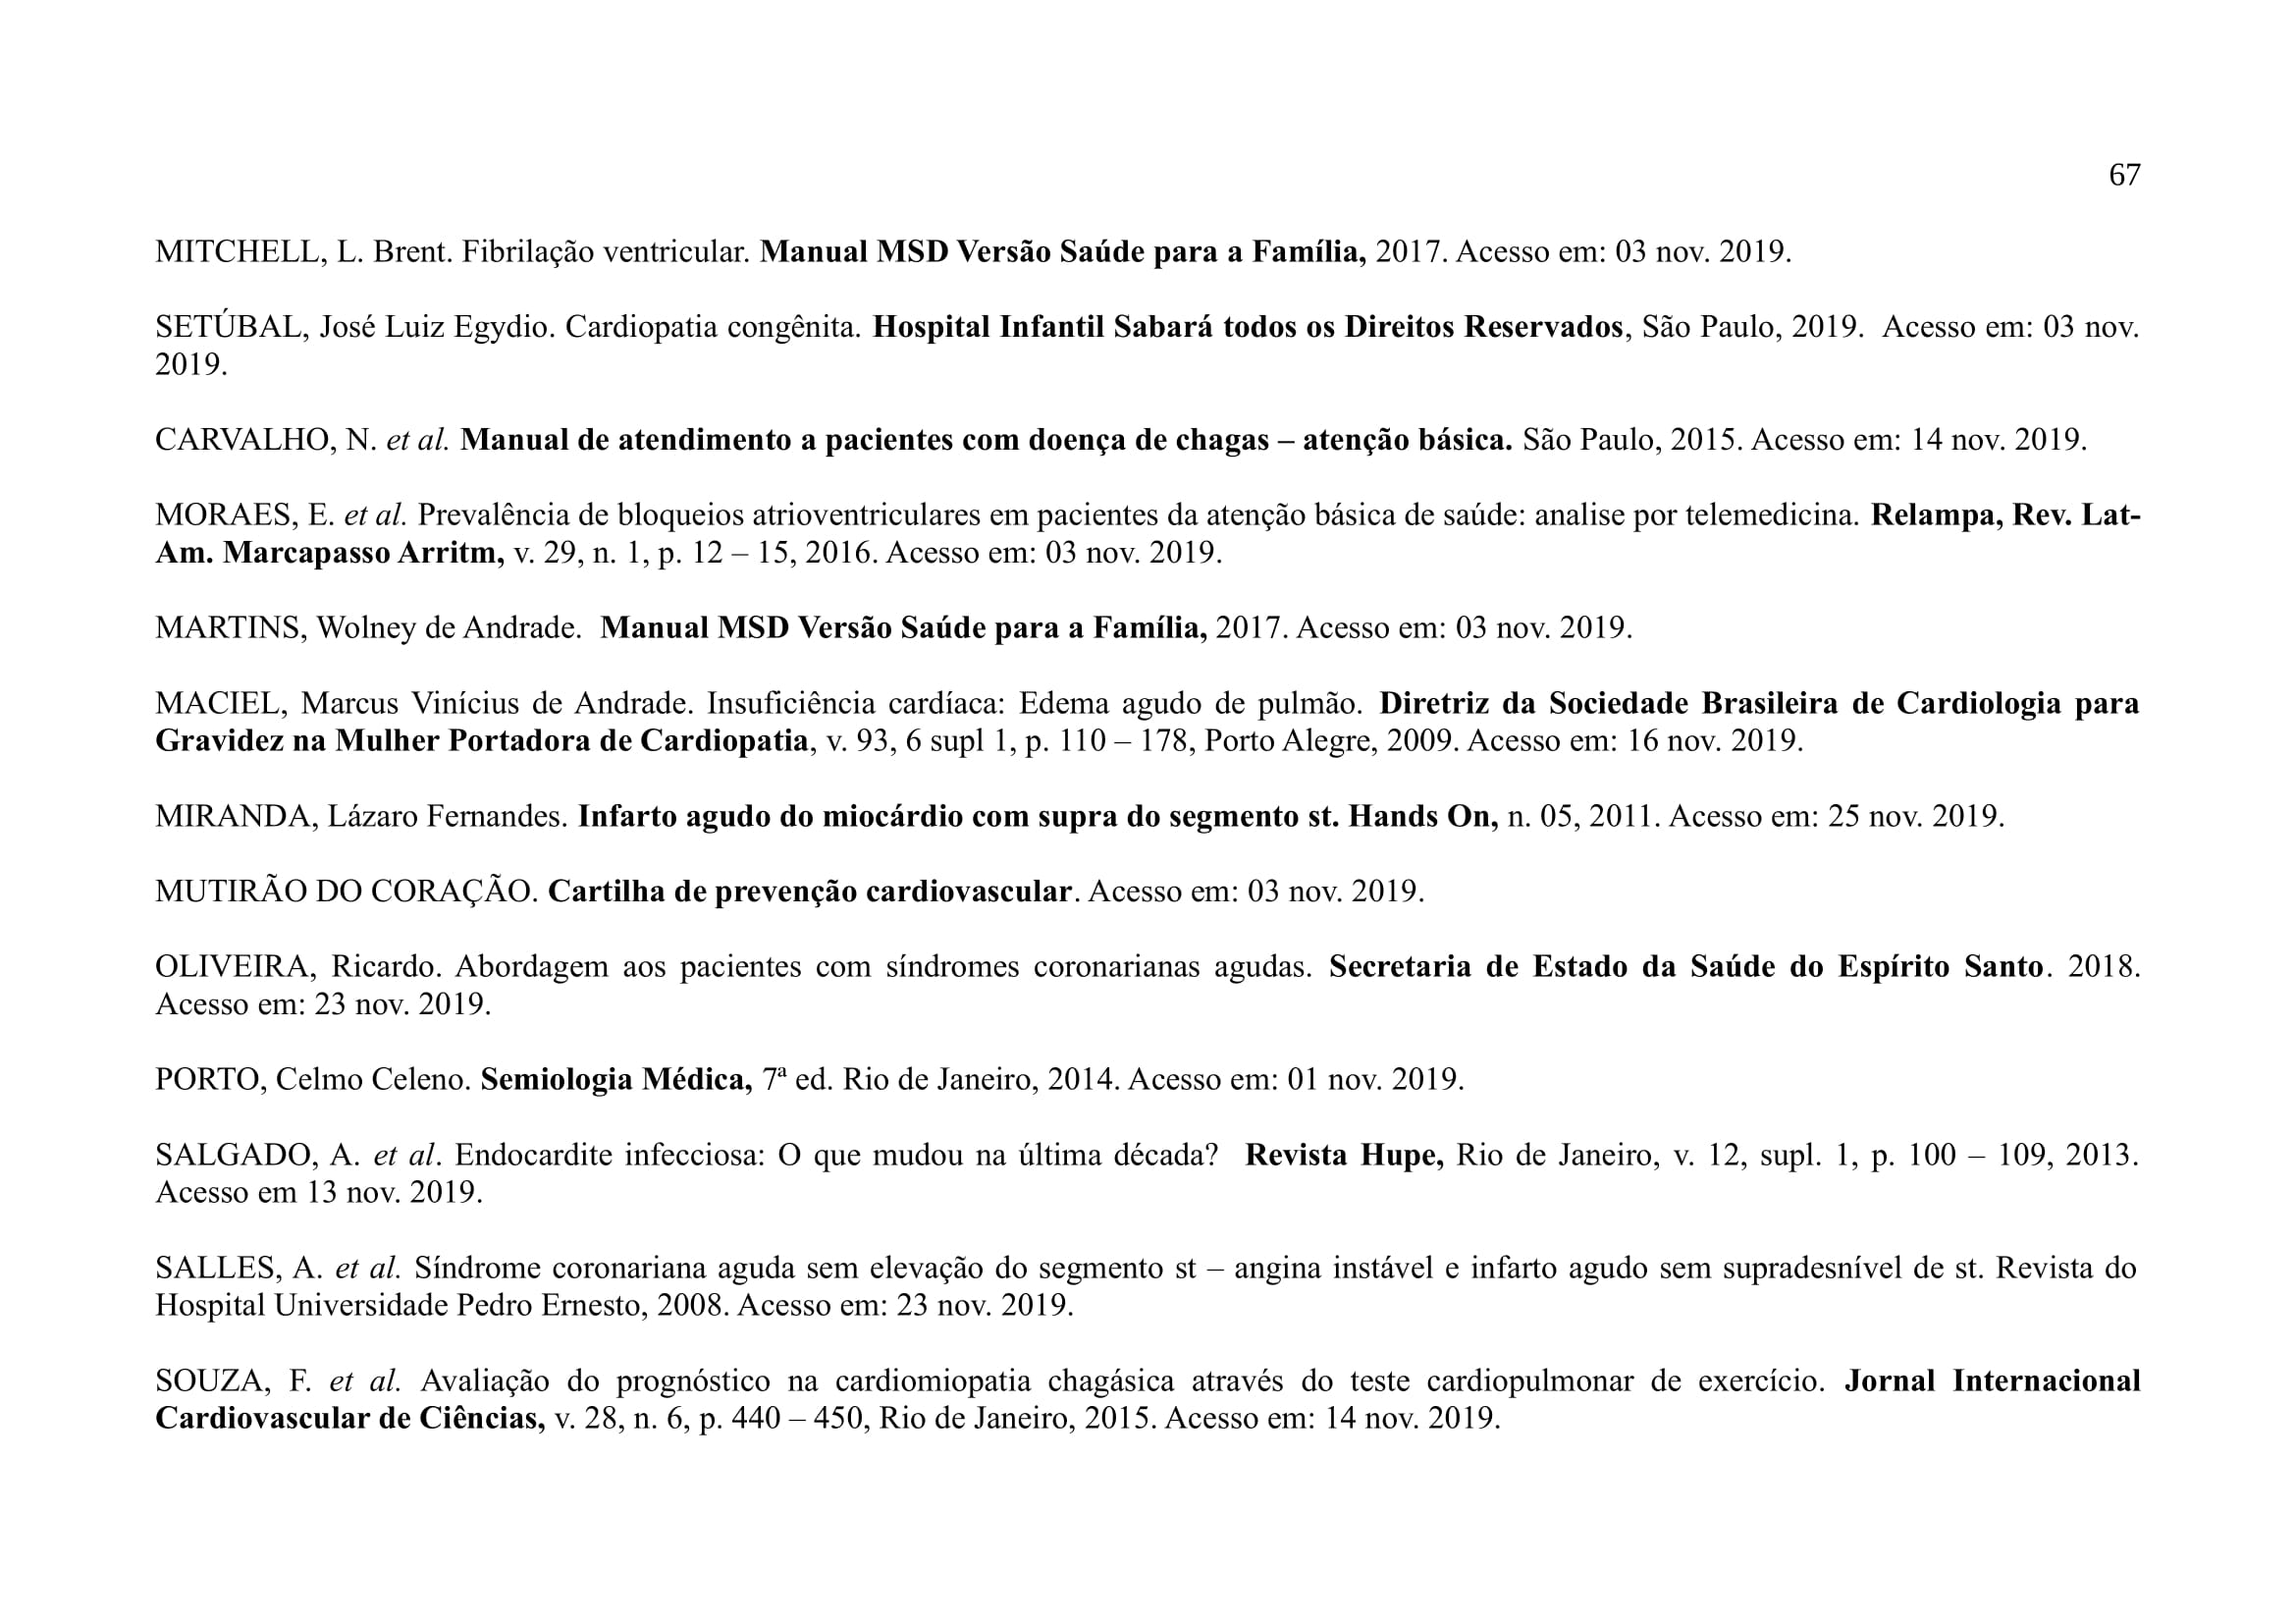 67
MITCHELL, L. Brent. Fibrilação ventricular. Manual MSD Versão Saúde para a Família, 2017. Acesso em: 03 nov. 2019.
SETÚBAL, José Luiz Egydio. Cardiopatia congênita. Hospital Infantil Sabará todos os Direitos Reservados, São Paulo, 2019. Acesso em: 03 nov.
2019.
CARVALHO, N. et al. Manual de atendimento a pacientes com doença de chagas – atenção básica. São Paulo, 2015. Acesso em: 14 nov. 2019.
MORAES, E. et al. Prevalência de bloqueios atrioventriculares em pacientes da atenção básica de saúde: analise por telemedicina. Relampa, Rev. Lat-
Am. Marcapasso Arritm, v. 29, n. 1, p. 12 – 15, 2016. Acesso em: 03 nov. 2019.
MARTINS, Wolney de Andrade. Manual MSD Versão Saúde para a Família, 2017. Acesso em: 03 nov. 2019.
MACIEL, Marcus Vinícius de Andrade. Insuficiência cardíaca: Edema agudo de pulmão. Diretriz da Sociedade Brasileira de Cardiologia para
Gravidez na Mulher Portadora de Cardiopatia, v. 93, 6 supl 1, p. 110 – 178, Porto Alegre, 2009. Acesso em: 16 nov. 2019.
MIRANDA, Lázaro Fernandes. Infarto agudo do miocárdio com supra do segmento st. Hands On, n. 05, 2011. Acesso em: 25 nov. 2019.
MUTIRÃO DO CORAÇÃO. Cartilha de prevenção cardiovascular. Acesso em: 03 nov. 2019.
OLIVEIRA, Ricardo. Abordagem aos pacientes com síndromes coronarianas agudas. Secretaria de Estado da Saúde do Espírito Santo. 2018.
Acesso em: 23 nov. 2019.
PORTO, Celmo Celeno. Semiologia Médica, 7ª ed. Rio de Janeiro, 2014. Acesso em: 01 nov. 2019.
SALGADO, A. et al. Endocardite infecciosa: O que mudou na última década? Revista Hupe, Rio de Janeiro, v. 12, supl. 1, p. 100 – 109, 2013.
Acesso em 13 nov. 2019.
SALLES, A. et al. Síndrome coronariana aguda sem elevação do segmento st – angina instável e infarto agudo sem supradesnível de st. Revista do
Hospital Universidade Pedro Ernesto, 2008. Acesso em: 23 nov. 2019.
SOUZA, F. et al. Avaliação do prognóstico na cardiomiopatia chagásica através do teste cardiopulmonar de exercício. Jornal Internacional
Cardiovascular de Ciências, v. 28, n. 6, p. 440 – 450, Rio de Janeiro, 2015. Acesso em: 14 nov. 2019.